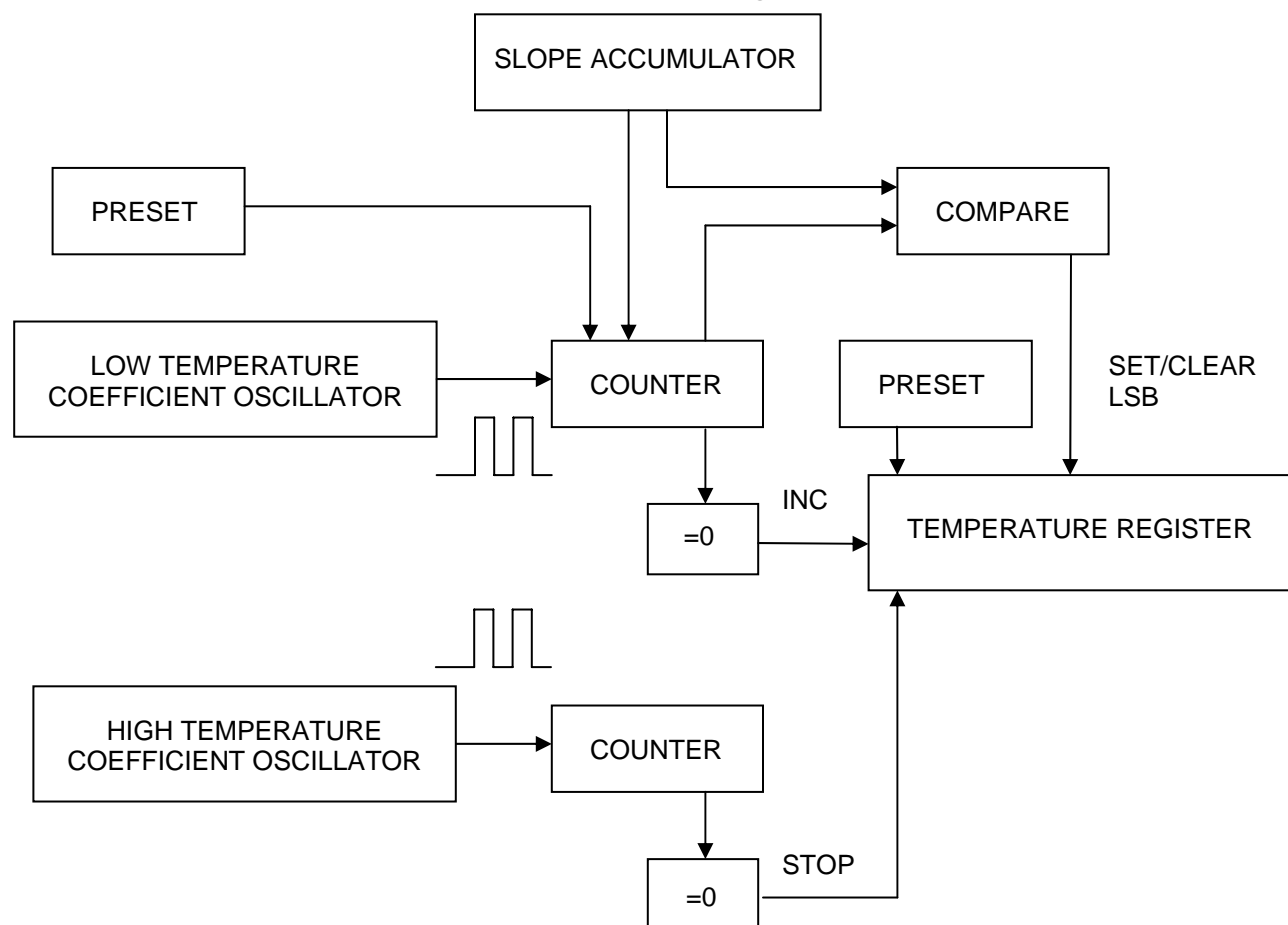 SLOPE ACCUMULATOR
PRESET
COMPARE
LOW TEMPERATURE
COEFFICIENT OSCILLATOR
COUNTER
PRESET
SET/CLEAR
LSB
=0
INC
TEMPERATURE REGISTER
HIGH TEMPERATURE
COEFFICIENT OSCILLATOR
COUNTER
=0
STOP